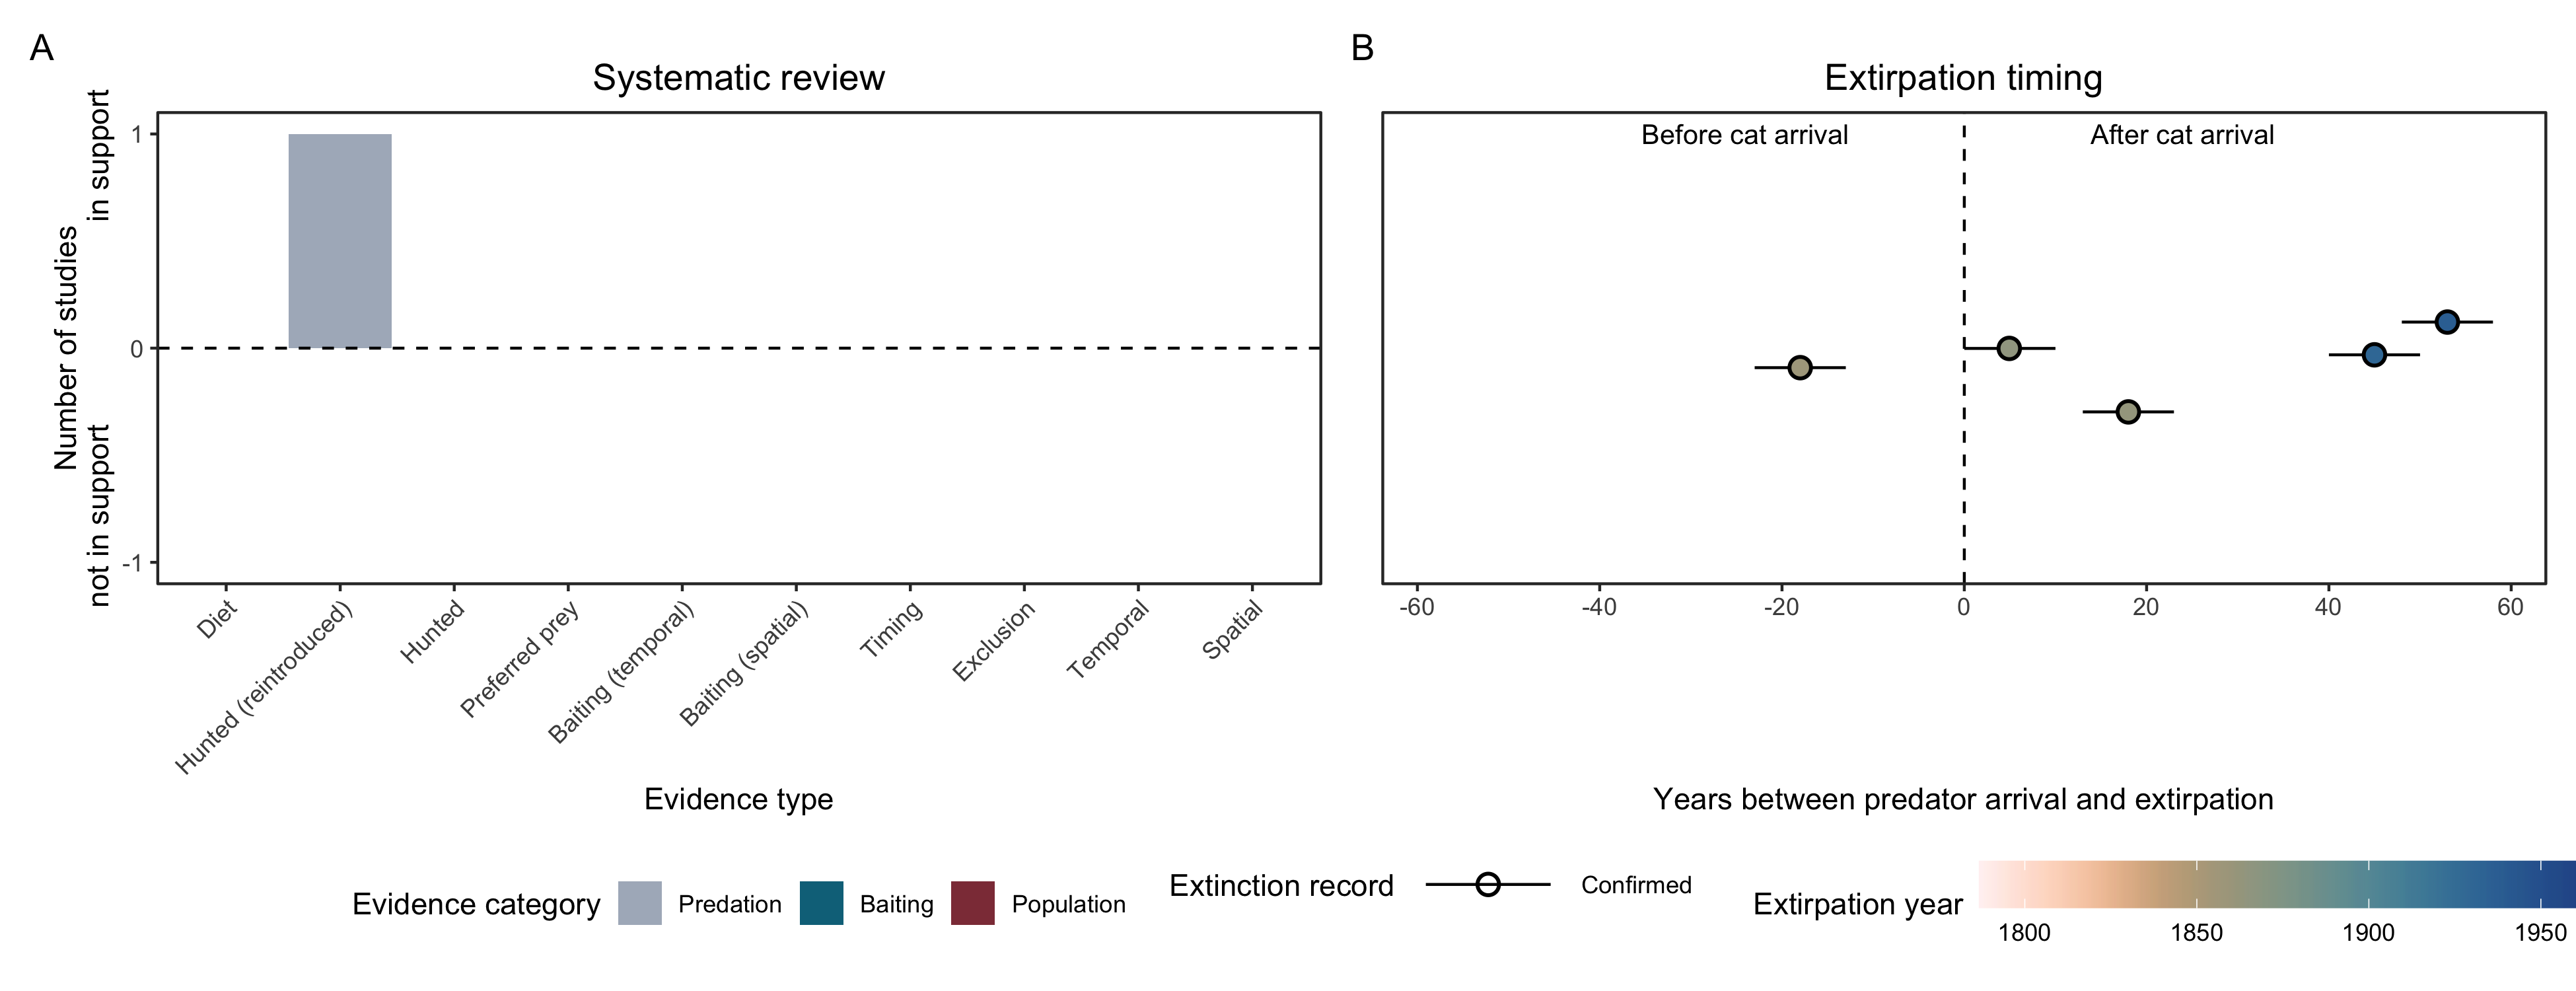 A
Systematic review
Number of studies
not in support
in support
1
0
-1
Diet
Hunted (reintroduced)
Hunted
Preferred prey
Baiting (temporal)
Baiting (spatial)
Timing
Exclusion
Temporal
Spatial
Evidence type
B
Extirpation timing
Before cat arrival
After cat arrival
-60
-40
-20
0
20
40
60
Years between predator arrival and extirpation
Evidence category
Predation
Baiting
Population
Extinction record
Confirmed
Extirpation year
1800
1850
1900
1950